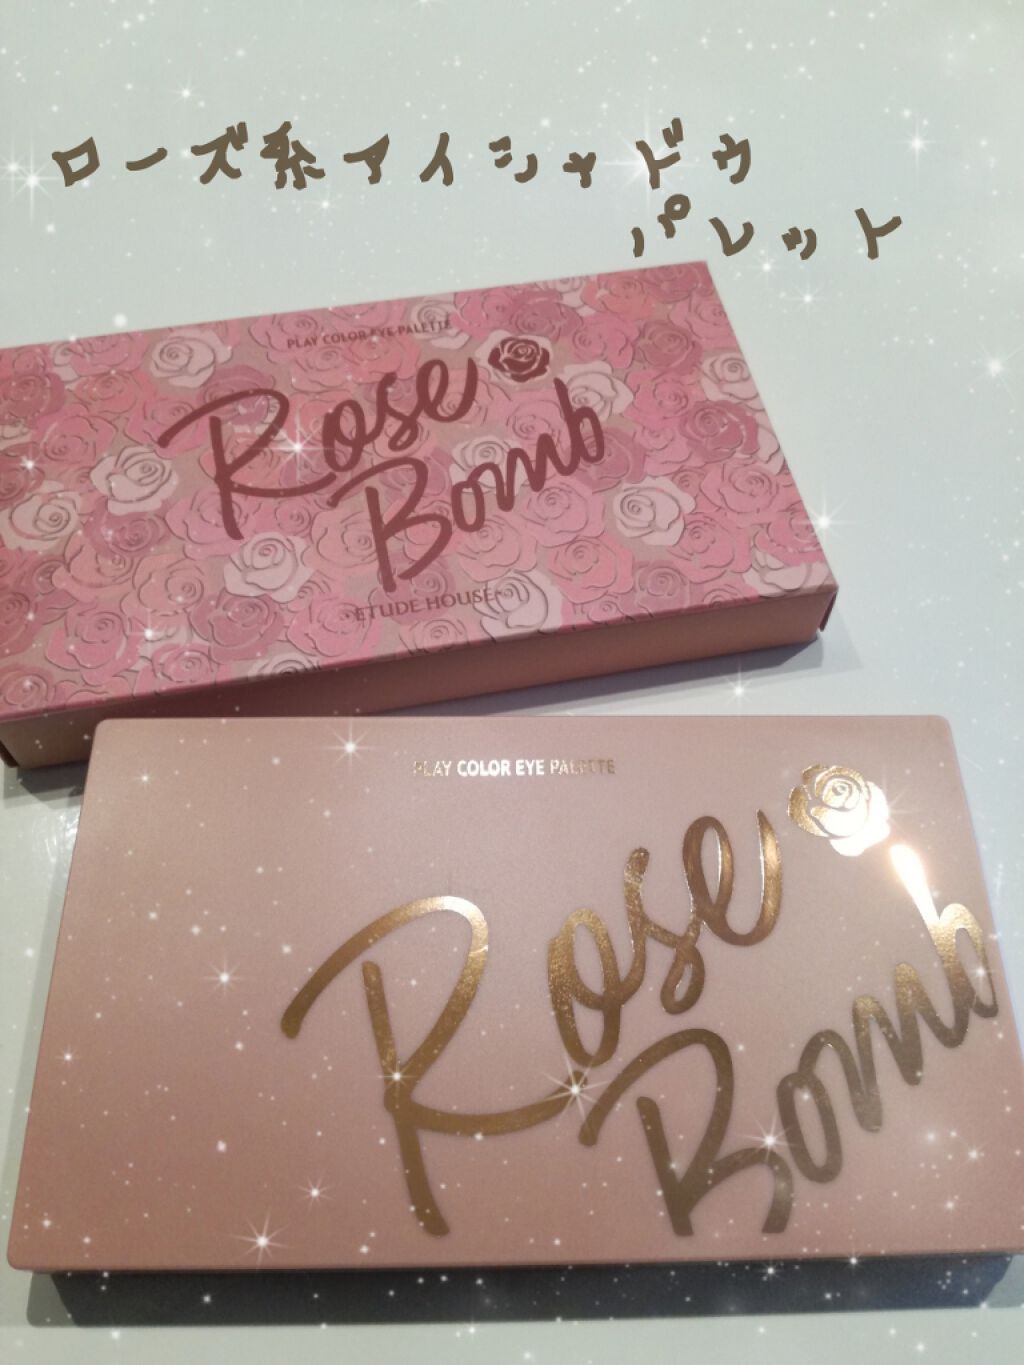 ローズ系アイシャドウ
パレット
PLAY COLOR EYE PALETTE
Rose
Bomb
·ETUDE HOUSE·
PLAY COLOR EYE PALETTE
Rose
Bomb